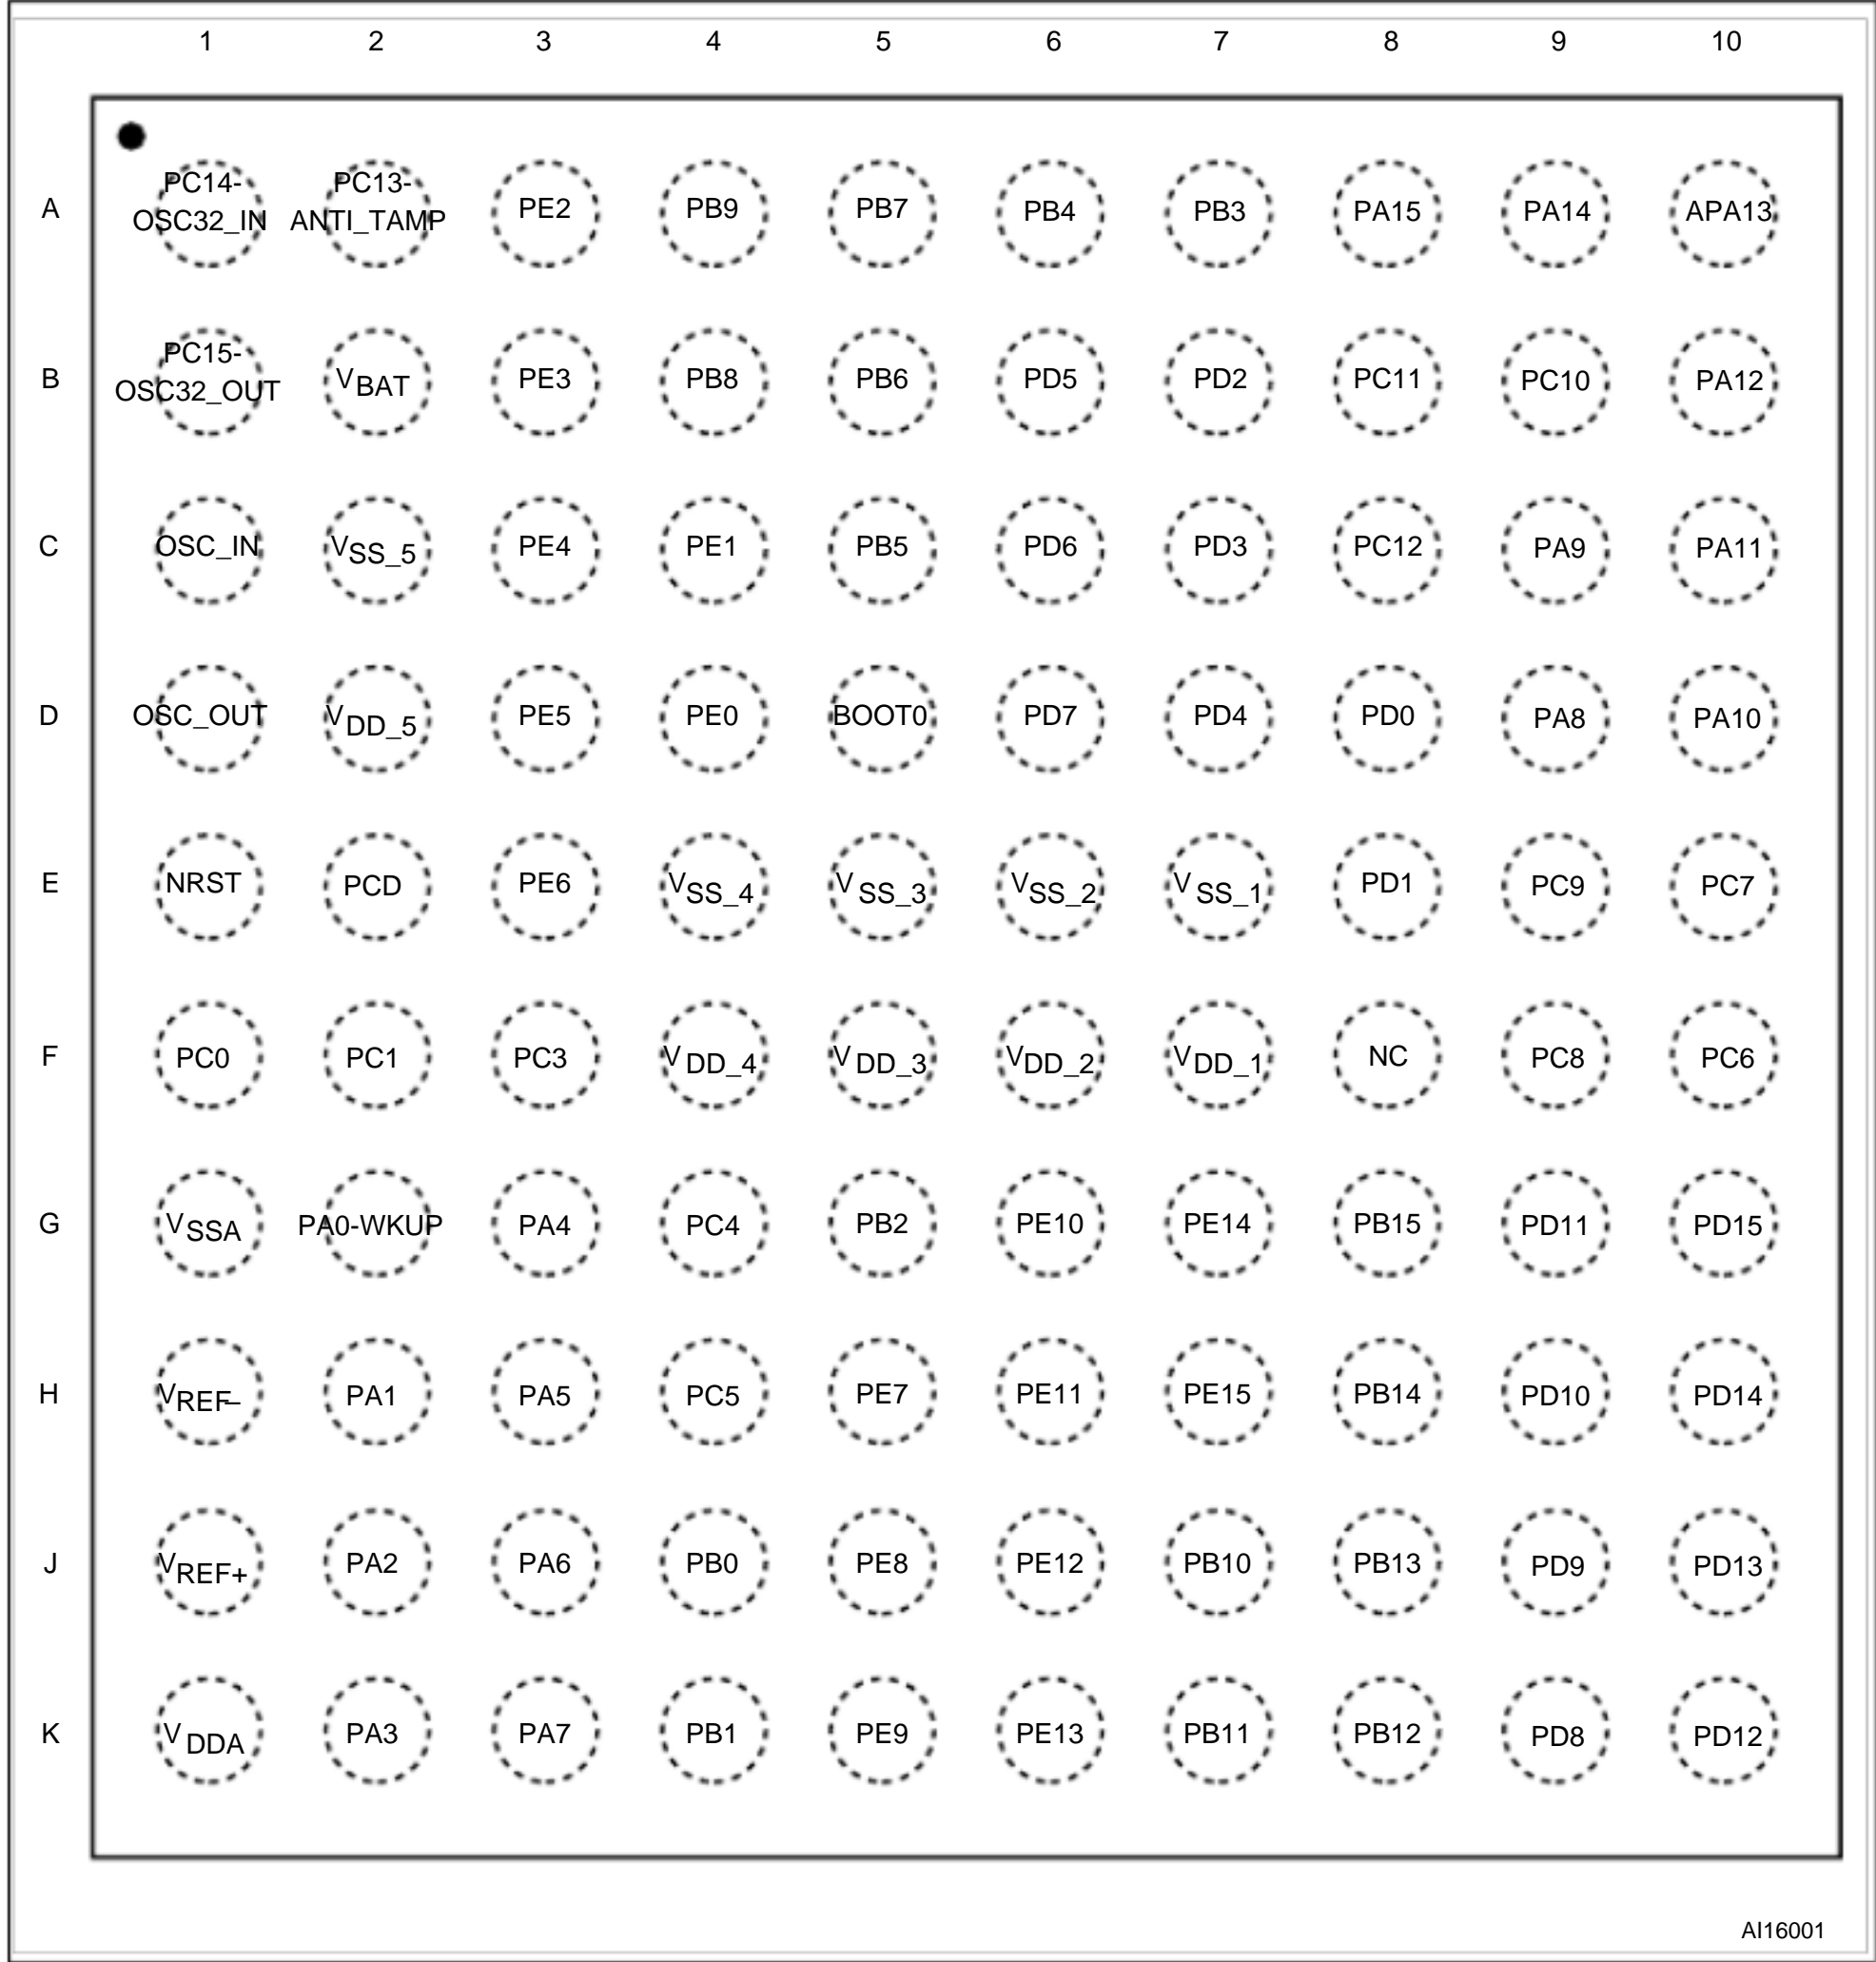 1 2 3 4 5 6 7 8 9 10
A PC14-OSC32_IN PC13-ANTI_TAMP PE2 PB9 PB7 PB4 PB3 PA15 PA14 APA13
B PC15-OSC32_OUT VBAT PE3 PB8 PB6 PD5 PD2 PC11 PC10 PA12
C OSC_IN VSS_5 PE4 PE1 PB5 PD6 PD3 PC12 PA9 PA11
D OSC_OUT VDD_5 PE5 PE0 BOOT0 PD7 PD4 PD0 PA8 PA10
E NRST PCD PE6 VSS_4 VSS_3 VSS_2 VSS_1 PD1 PC9 PC7
F PC0 PC1 PC3 VDD_4 VDD_3 VDD_2 VDD_1 NC PC8 PC6
G VSSA PA0-WKUP PA4 PC4 PB2 PE10 PE14 PB15 PD11 PD15
H VREF– PA1 PA5 PC5 PE7 PE11 PE15 PB14 PD10 PD14
J VREF+ PA2 PA6 PB0 PE8 PE12 PB10 PB13 PD9 PD13
K VDDA PA3 PA7 PB1 PE9 PE13 PB11 PB12 PD8 PD12
AI16001